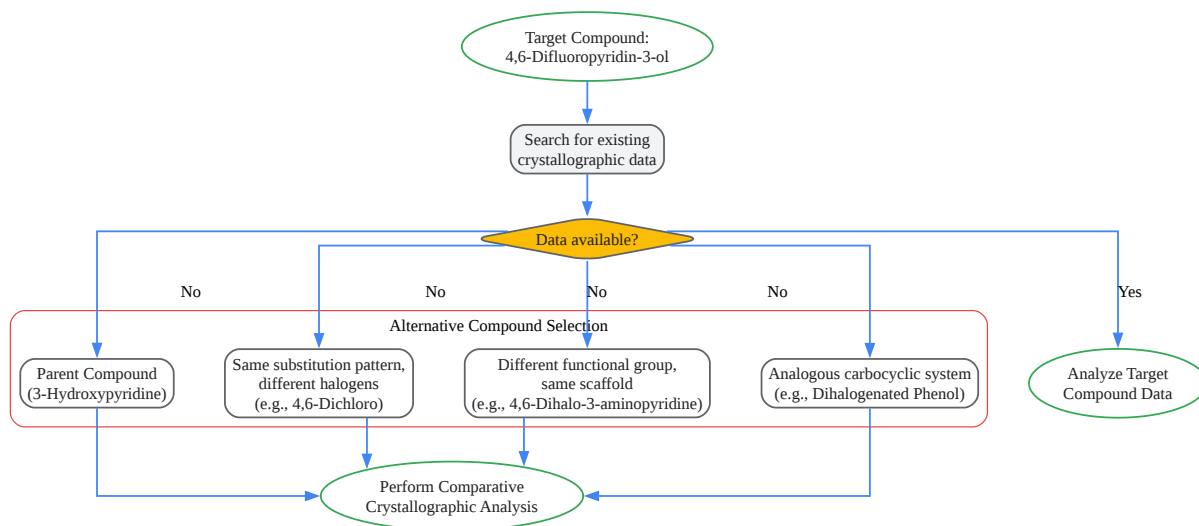 Target Compound:
4,6-Difluoropyridin-3-ol
Search for existing
crystallographic data
Data available?
No
No
No
No
Yes
Alternative Compound Selection
Parent Compound
(3-Hydroxypyridine)
Same substitution pattern,
different halogens
(e.g., 4,6-Dichloro)
Different functional group,
same scaffold
(e.g., 4,6-Dihalo-3-aminopyridine)
Analogous carbocyclic system
(e.g., Dihalogenated Phenol)
Analyze Target
Compound Data
Perform Comparative
Crystallographic Analysis